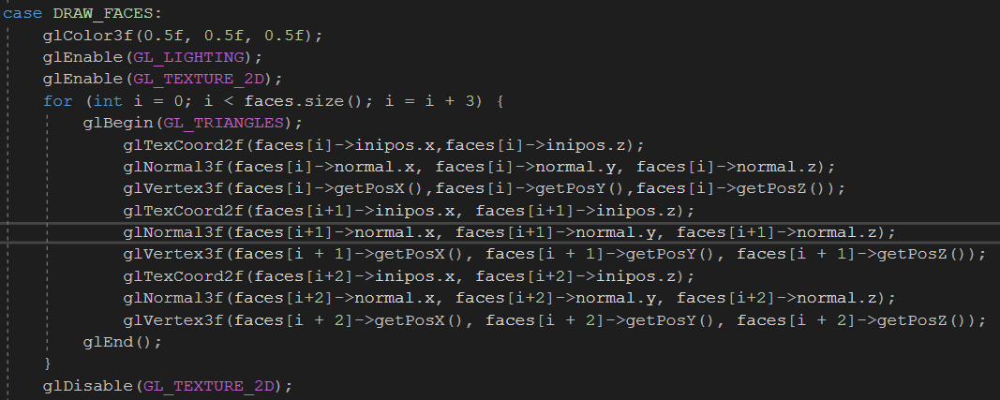 case DRAW_FACES:
glColor3f(0.5f, 0.5f, 0.5f);
glEnable(GL_LIGHTING);
glEnable(GL_TEXTURE_2D);
for (int i = 0; i < faces.size(); i = i + 3) {
glBegin(GL_TRIANGLES);
glTexCoord2f(faces[i]->inipos.x,faces[i]->inipos.z);
glNormal3f(faces[i]->normal.x, faces[i]->normal.y, faces[i]->normal.z);
glVertex3f(faces[i]->getPosX(),faces[i]->getPosY(),faces[i]->getPosZ());
glTexCoord2f(faces[i+1]->inipos.x, faces[i+1]->inipos.z);
glNormal3f(faces[i+1]->normal.x, faces[i+1]->normal.y, faces[i+1]->normal.z);
glVertex3f(faces[i + 1]->getPosX(), faces[i + 1]->getPosY(), faces[i + 1]->getPosZ());
glTexCoord2f(faces[i+2]->inipos.x, faces[i+2]->inipos.z);
glNormal3f(faces[i+2]->normal.x, faces[i+2]->normal.y, faces[i+2]->normal.z);
glVertex3f(faces[i + 2]->getPosX(), faces[i + 2]->getPosY(), faces[i + 2]->getPosZ());
glEnd();
}
glDisable(GL_TEXTURE_2D);